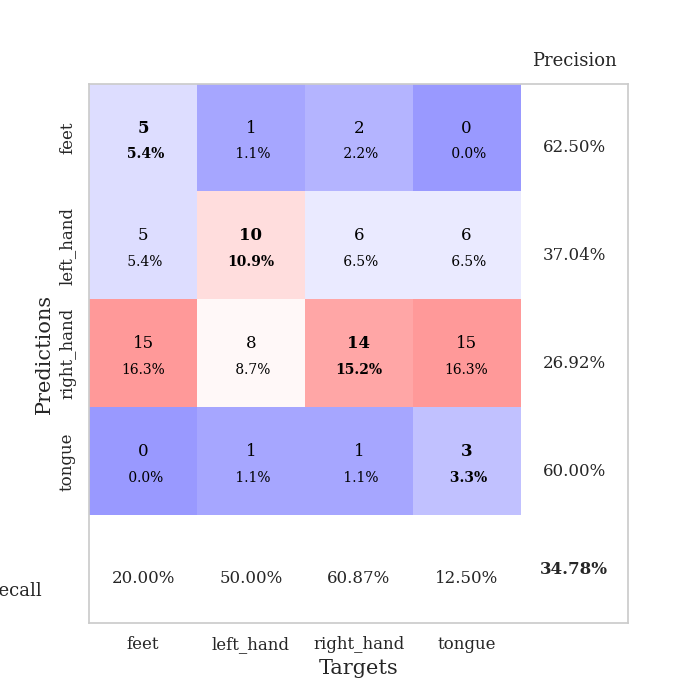 Precision
feet 5 1 2 0 62.50%
5.4% 1.1% 2.2% 0.0%
left_hand 5 10 6 6 37.04%
5.4% 10.9% 6.5% 6.5%
Predictions
right_hand 15 8 14 15 26.92%
16.3% 8.7% 15.2% 16.3%
tongue 0 1 1 3 60.00%
0.0% 1.1% 1.1% 3.3%
ecall 20.00% 50.00% 60.87% 12.50% 34.78%
feet left_hand right_hand tongue
Targets